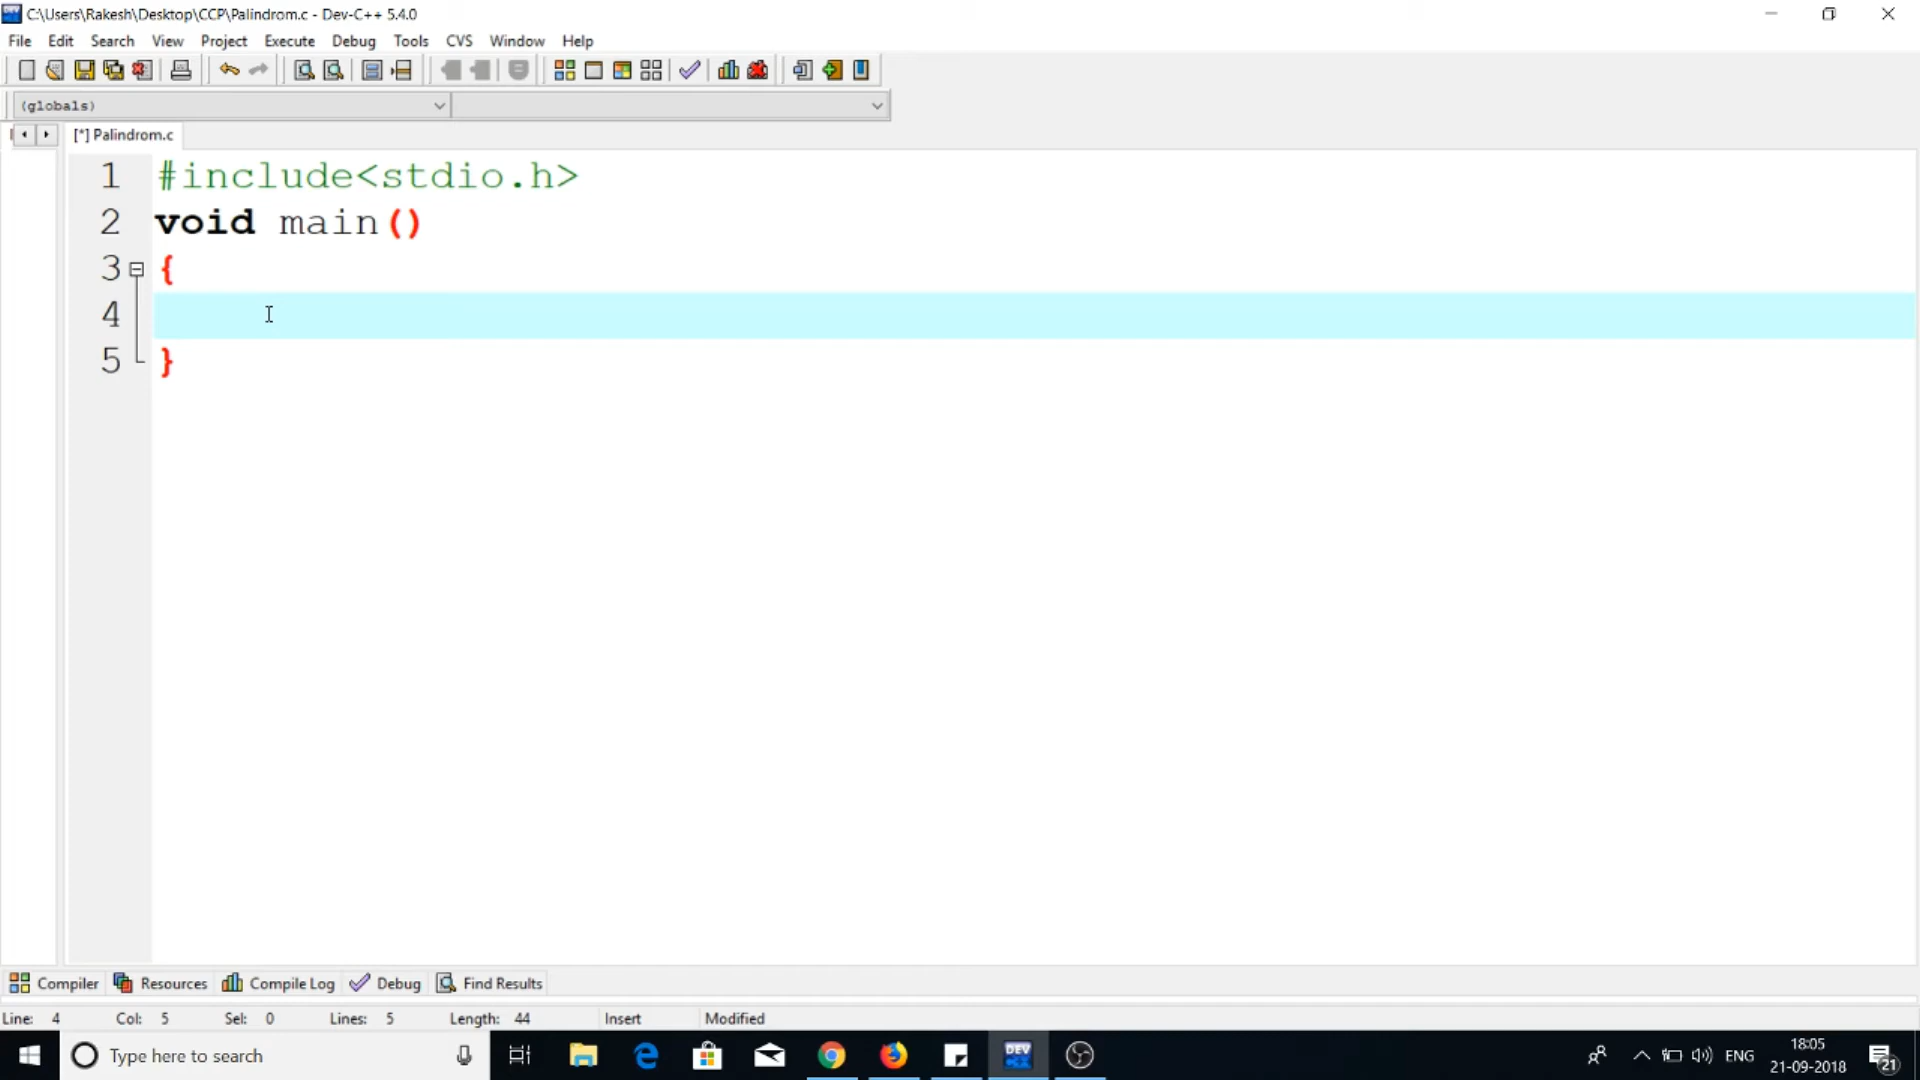 C:\Users\Rakesh\Desktop\CCP\Palindrom.c - Dev-C++ 5.4.0
File Edit Search View Project Execute Debug Tools CVS Window Help
(globals)
[*] Palindrom.c
1 #include<stdio.h>
2 void main()
3 {
4
5 }
Compiler Resources Compile Log Debug Find Results
Line: 4 Col: 5 Sel: 0 Lines: 5 Length: 44 Insert Modified
Type here to search
DEV
ENG
18:05
21-09-2018
21